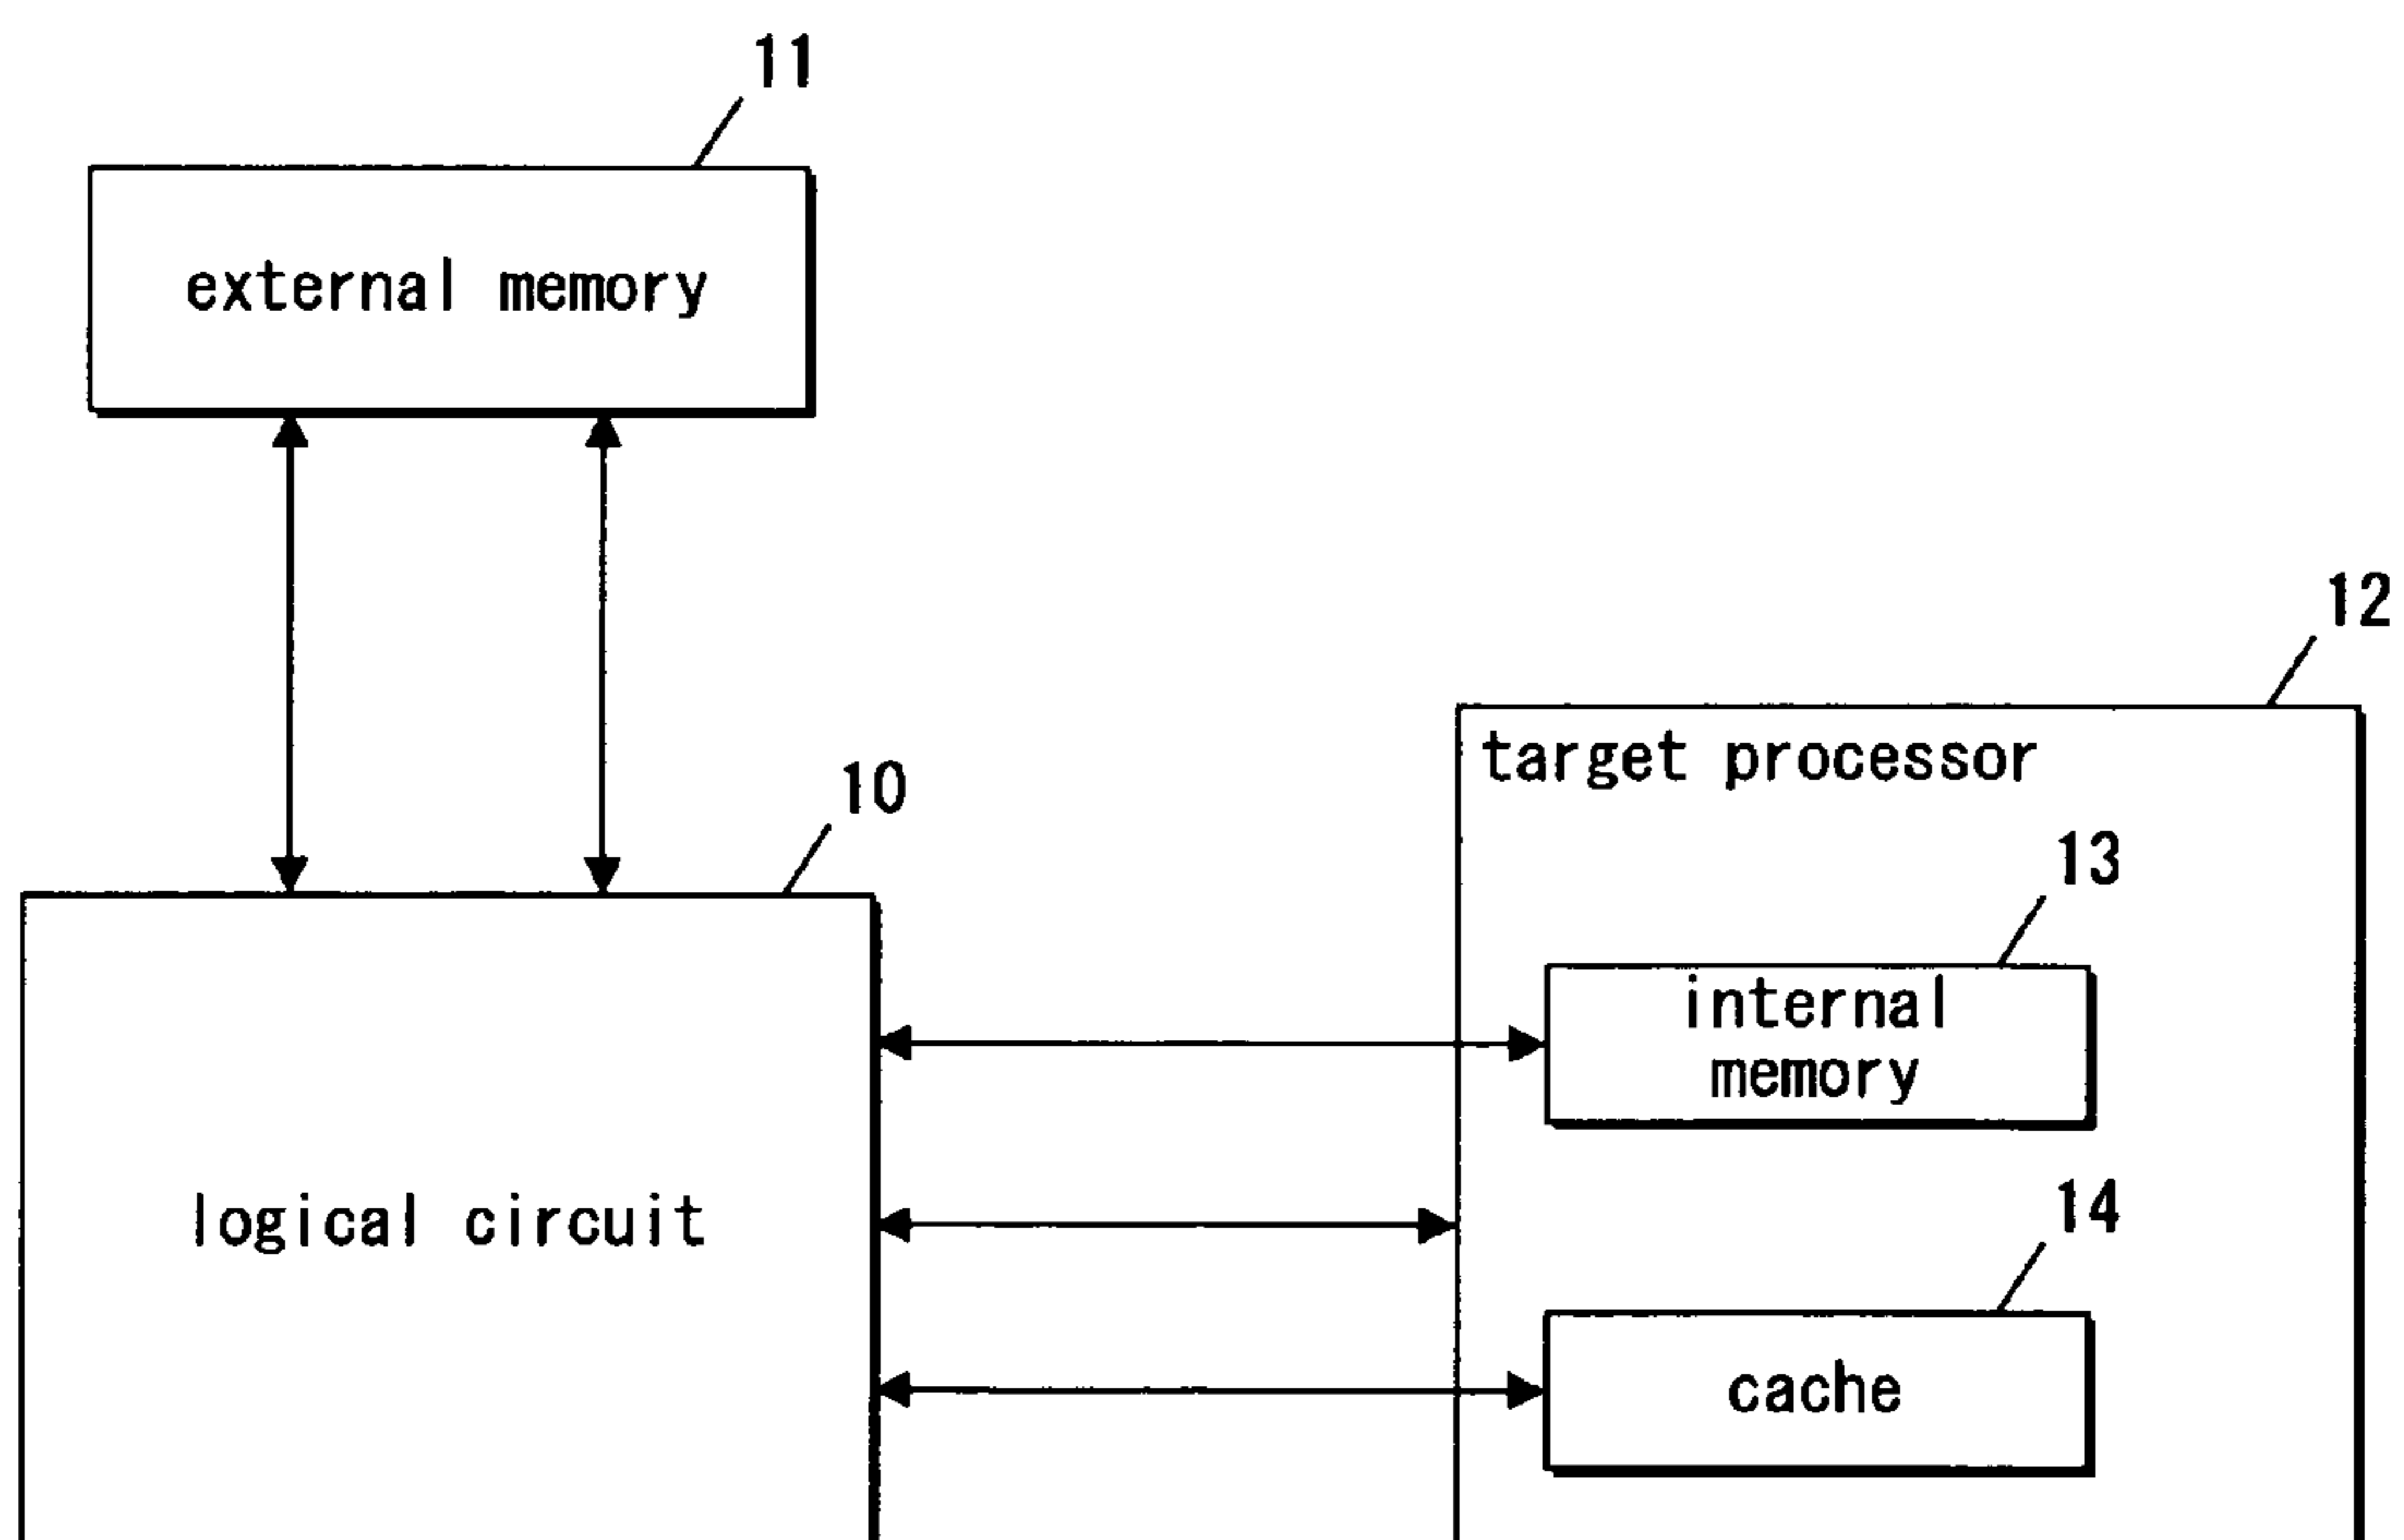 11
external memory
12
target processor
10
13
internal
memory
14
logical circuit
cache